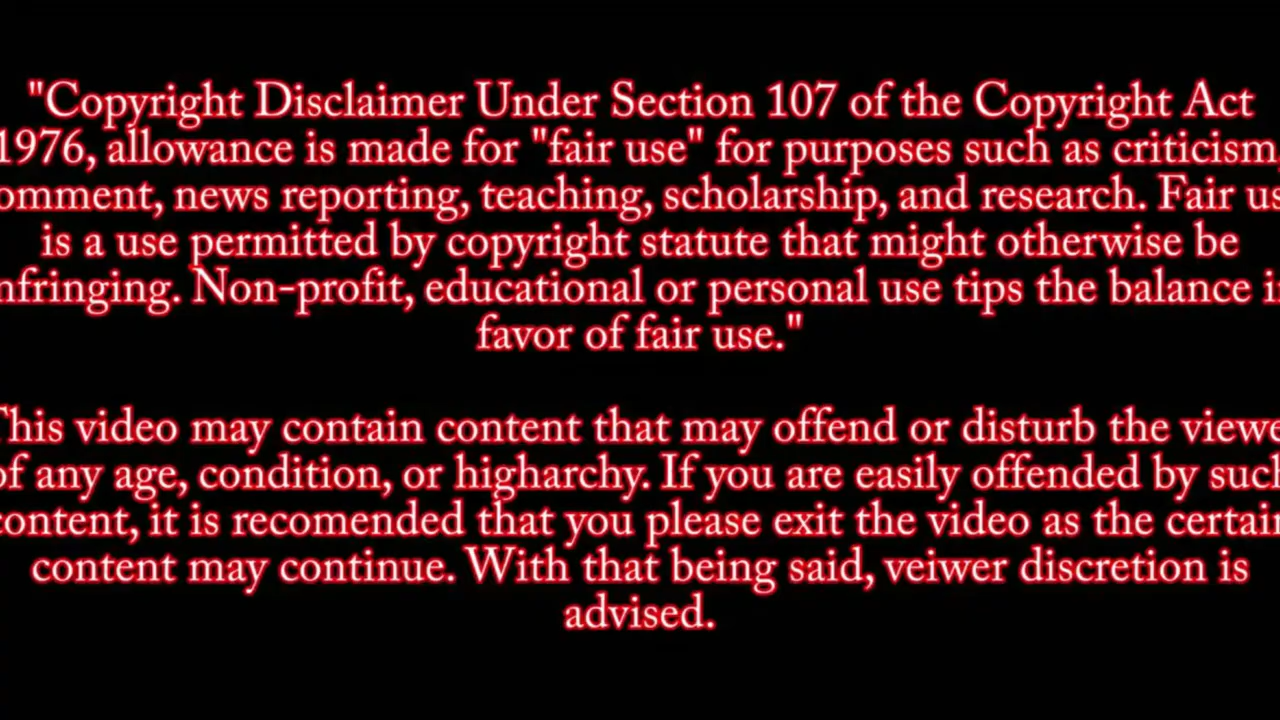 "Copyright Disclaimer Under Section 107 of the Copyright Act
1976, allowance is made for "fair use" for purposes such as criticism,
omment, news reporting, teaching, scholarship, and research. Fair us
is a use permitted by copyright statute that might otherwise be
nfringing. Non-profit, educational or personal use tips the balance i
favor of fair use."
This video may contain content that may offend or disturb the viewe
of any age, condition, or higharchy. If you are easily offended by such
content, it is recomended that you please exit the video as the certain
content may continue. With that being said, veiwer discretion is
advised.